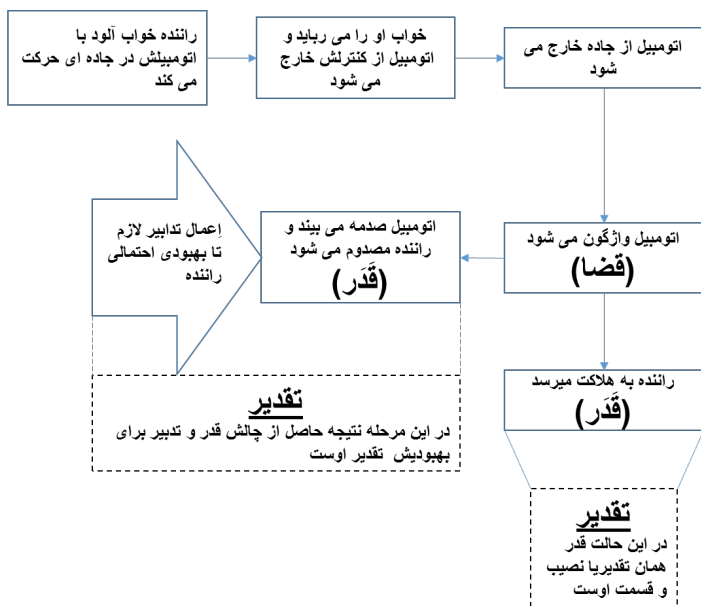 راننده خواب آلود با
اتومبیلش در جاده ای حرکت
می کند
خواب او را می رباید و
اتومبیل از کنترلش خارج
می شود
اتومبیل از جاده خارج می
شود
اتومبیل واژگون می شود
(قضا)
اتومبیل صدمه می بیند و
راننده مصدوم می شود
(قَدَر)
اِعمال تدابیر لازم
تا بهبودی احتمالی
راننده
تقدیر
در این مرحله نتیجه حاصل از چالش قدر و تدبیر برای
بهبودیش تقدیر اوست
راننده به هلاکت میرسد
(قَدَر)
تقدیر
در این حالت قدر
همان تقدیریا نصیب
و قسمت اوست